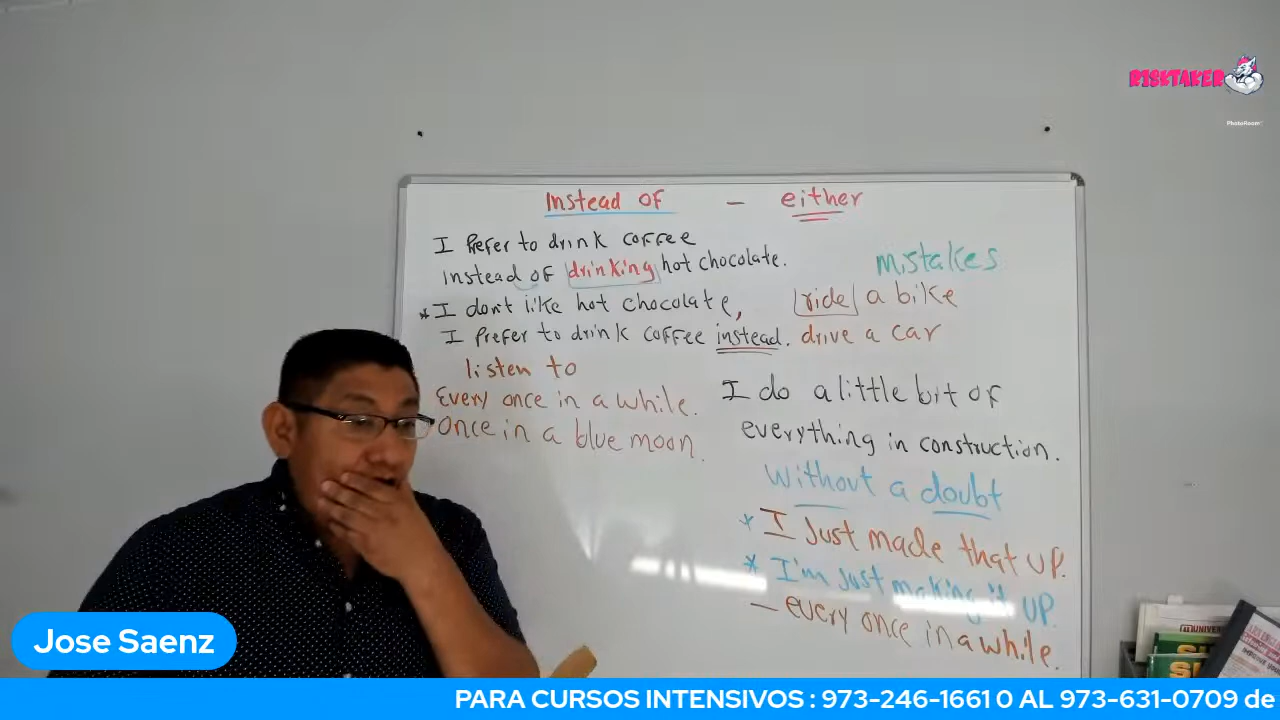 RISKTAKER
PhotoRoom
Instead of - either
I Prefer to drink coffee
instead of drinking hot chocolate.
* I don't like hot chocolate,
I prefer to drink coffee instead.
listen to
Every once in a while.
Once in a blue moon.
mistakes
ride a bike
drive a car
I do a little bit of
everything in construction.
without a doubt
* I Just made that up.
* I'm Just making it up.
- every once in a while.
Jose Saenz
PARA CURSOS INTENSIVOS : 973-246-1661 0 AL 973-631-0709 de